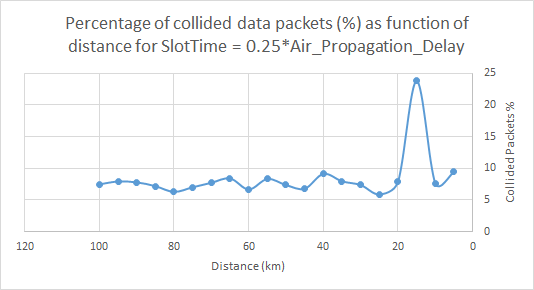 Percentage of collided data packets (%) as function of
distance for SlotTime = 0.25*Air_Propagation_Delay
25
20
15
10
5
0
Collided Packets %
120 100 80 60 40 20 0
Distance (km)